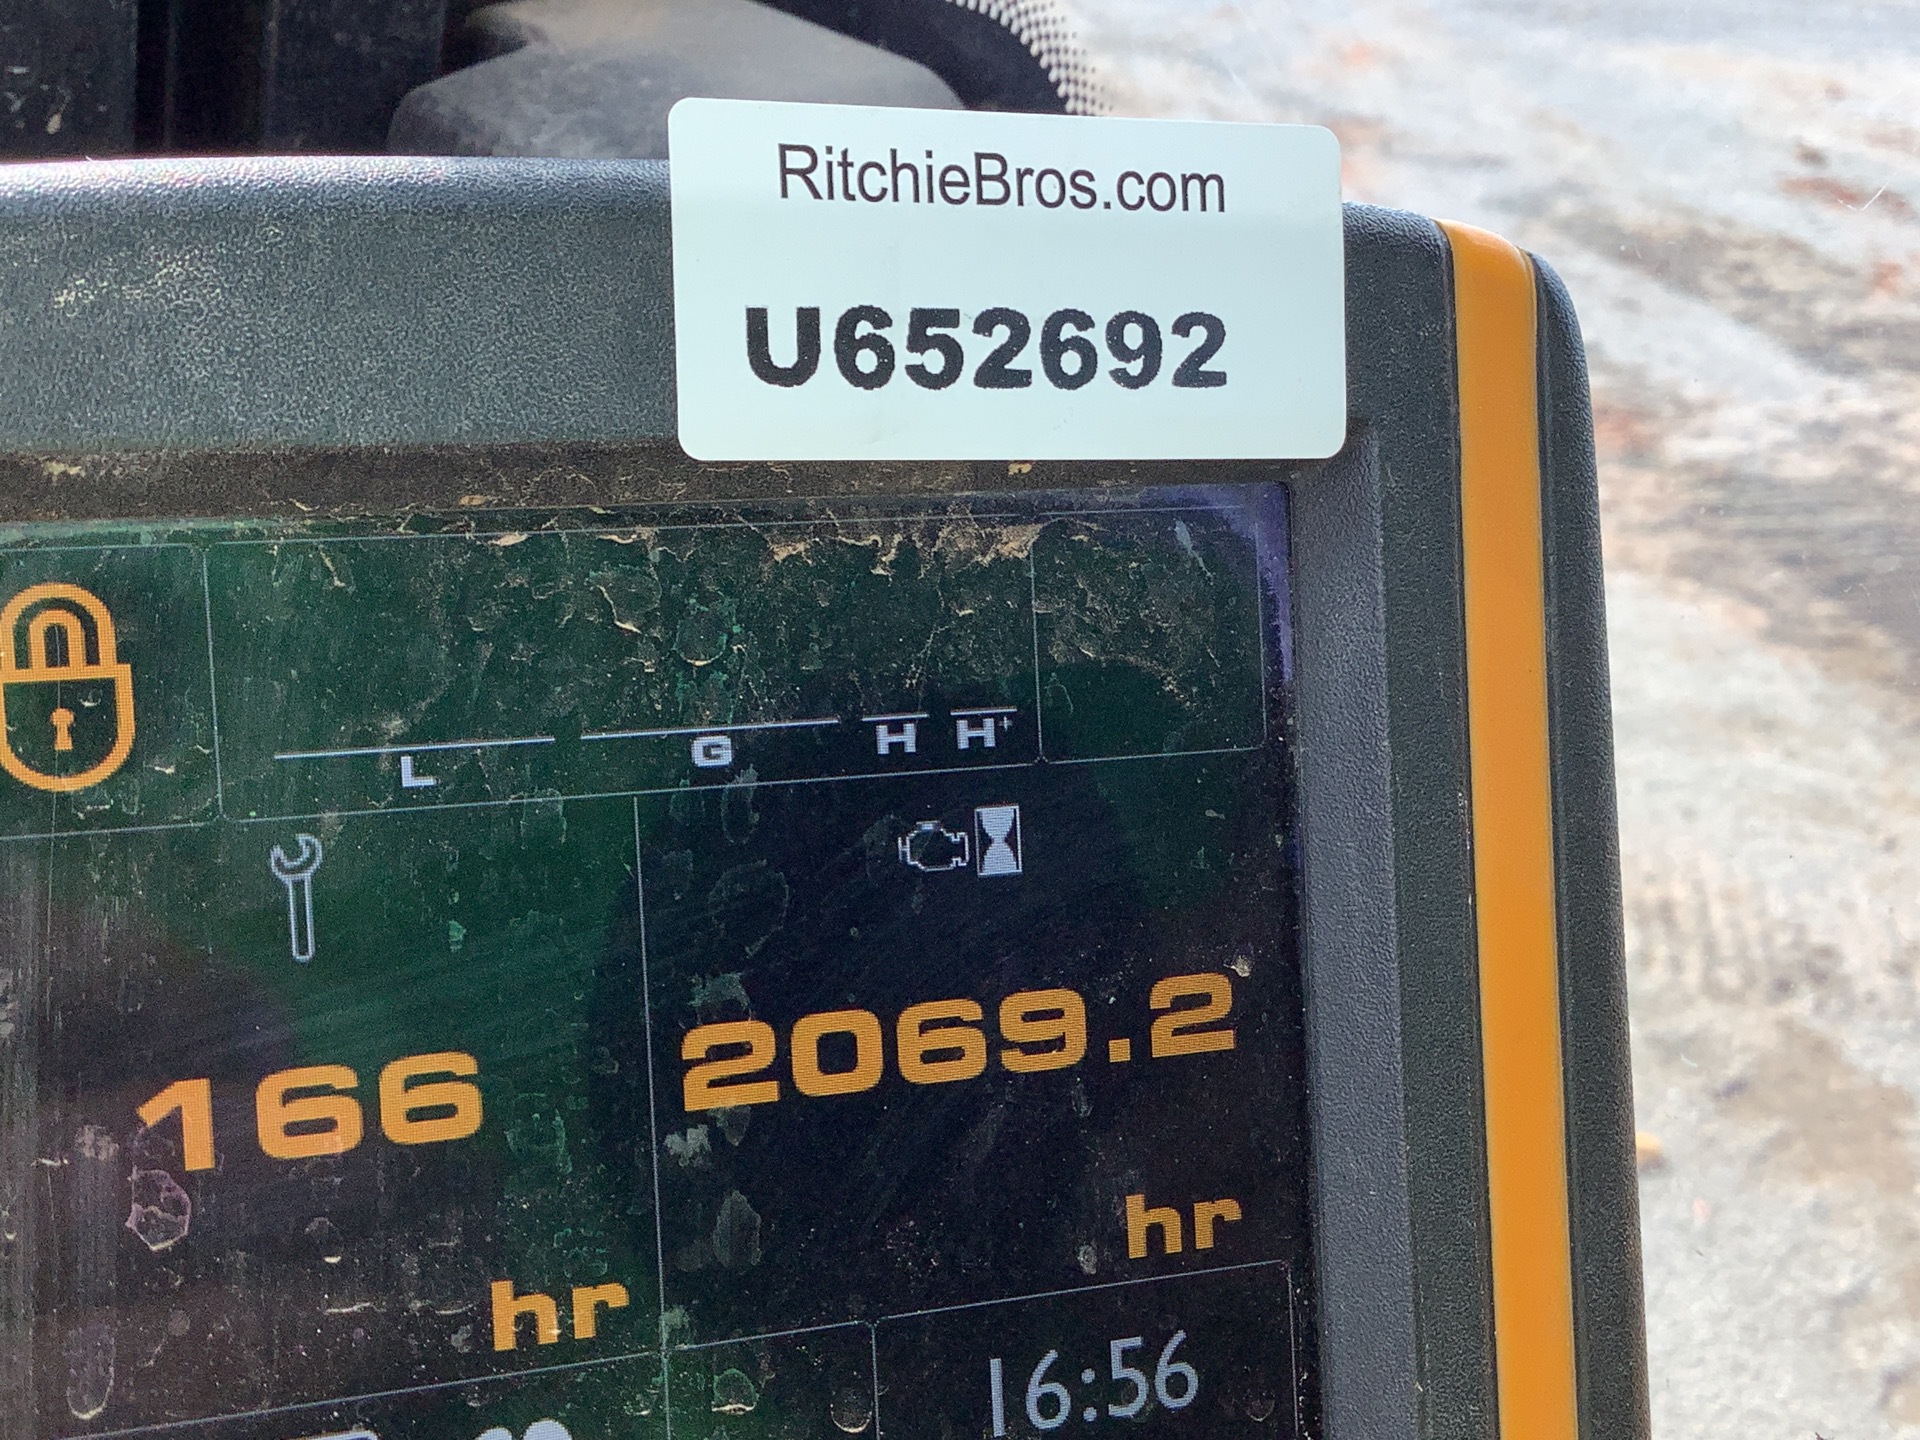 RitchieBros.com
U652692
L G H H+
166 hr
2069.2 hr
16:56